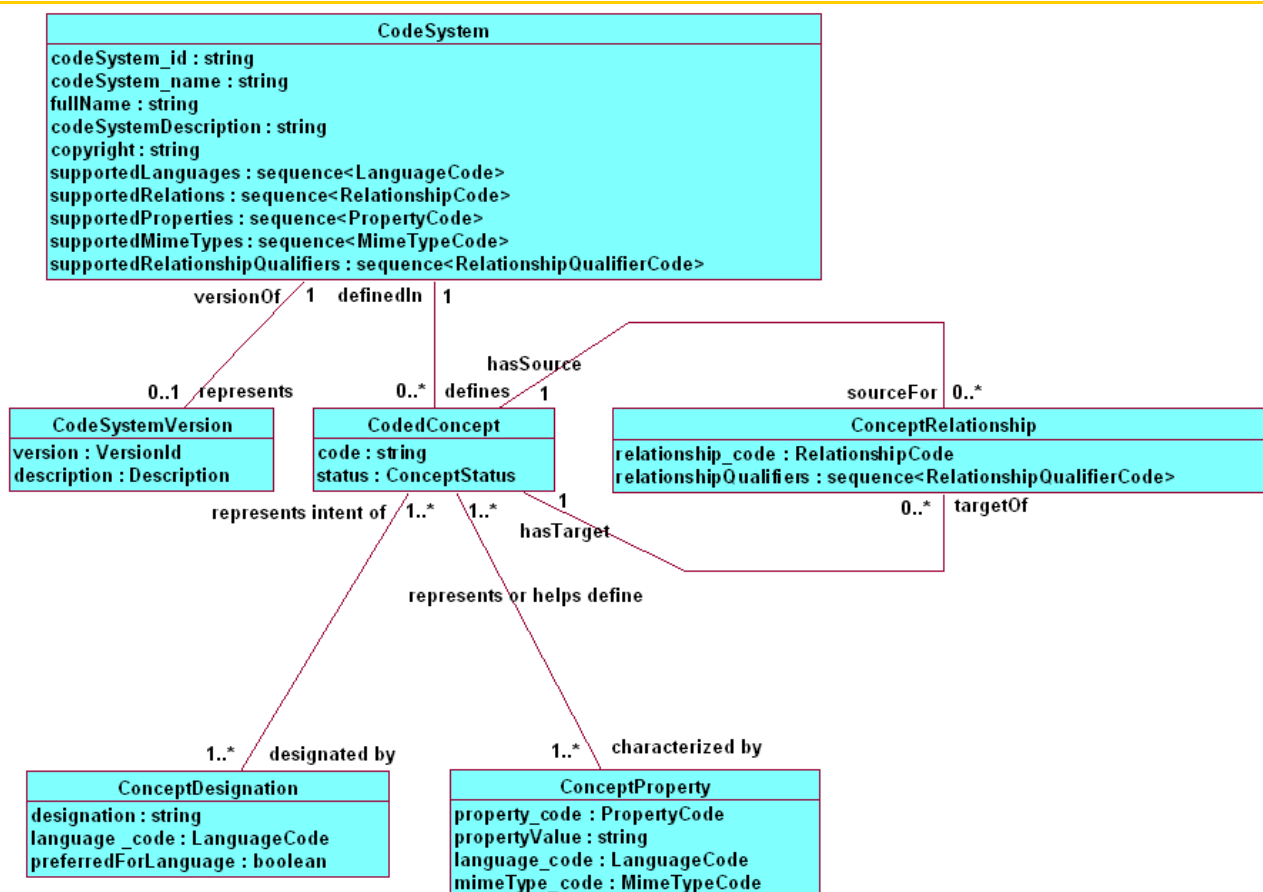 CodeSystem
codeSystem_id : string
codeSystem_name : string
fullName : string
codeSystemDescription : string
copyright : string
supportedLanguages : sequence<LanguageCode>
supportedRelations : sequence<RelationshipCode>
supportedProperties : sequence<PropertyCode>
supportedMimeTypes : sequence<MimeTypeCode>
supportedRelationshipQualifiers : sequence<RelationshipQualifierCode>
versionOf 1 definedIn 1
hasSource
0..1 represents 0..* defines 1 sourceFor 0..*
CodeSystemVersion
version : VersionId
description : Description
CodedConcept
code : string
status : ConceptStatus
ConceptRelationship
relationship_code : RelationshipCode
relationshipQualifiers : sequence<RelationshipQualifierCode>
represents intent of 1..* 1..* 1 0..* targetOf
hasTarget
represents or helps define
1..* designated by 1..* characterized by
ConceptDesignation
designation : string
language _code : LanguageCode
preferredForLanguage : boolean
ConceptProperty
property_code : PropertyCode
propertyValue : string
language_code : LanguageCode
mimeType_code : MimeTypeCode